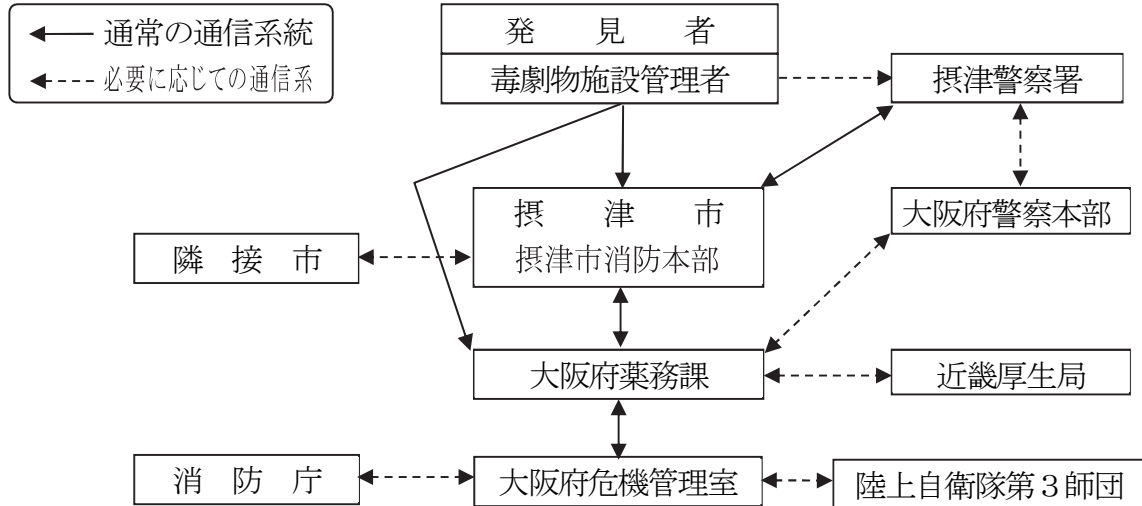 通常の通信系統
必要に応じての通信系
発　見　者
毒劇物施設管理者
摂津警察署
摂　津　市
摂津市消防本部
大阪府警察本部
隣　接　市
大阪府薬務課
近畿厚生局
消　防　庁
大阪府危機管理室
陸上自衛隊第３師団